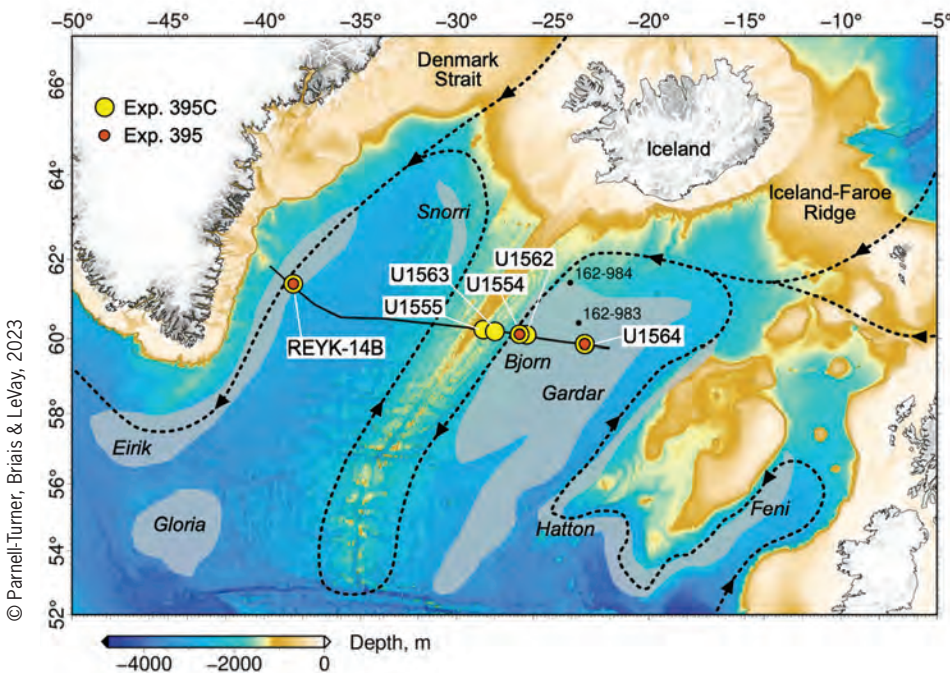 −50° −45° −40° −35° −30° −25° −20° −15° −10° −5°
66°
64°
62°
60°
58°
56°
54°
52°
Exp. 395C
Exp. 395
Denmark
Strait
Iceland
Iceland-Faroe
Ridge
Snorri
U1562
U1563
U1554
U1555
162-984
162-983
REYK-14B
U1564
Bjorn
Gardar
Eirik
Gloria
Hatton
Feni
Depth, m
−4000 −2000 0
© Parnell-Turner, Briais & LeVay, 2023